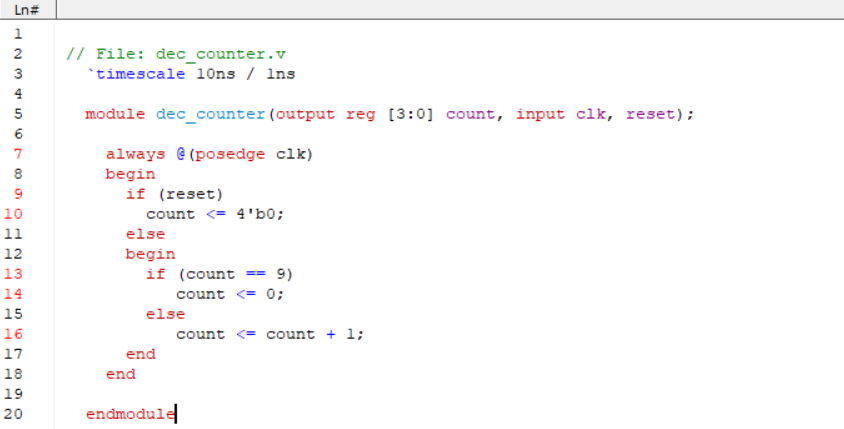 Ln#
1
2 // File: dec_counter.v
3 `timescale 10ns / 1ns
4
5 module dec_counter(output reg [3:0] count, input clk, reset);
6
7 always @(posedge clk)
8 begin
9 if (reset)
10 count <= 4'b0;
11 else
12 begin
13 if (count == 9)
14 count <= 0;
15 else
16 count <= count + 1;
17 end
18 end
19
20 endmodule